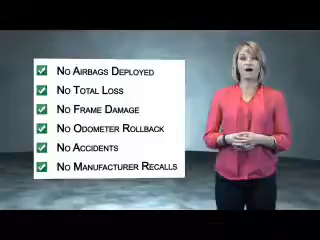 No Airbags Deployed
No Total Loss
No Frame Damage
No Odometer Rollback
No Accidents
No Manufacturer Recalls